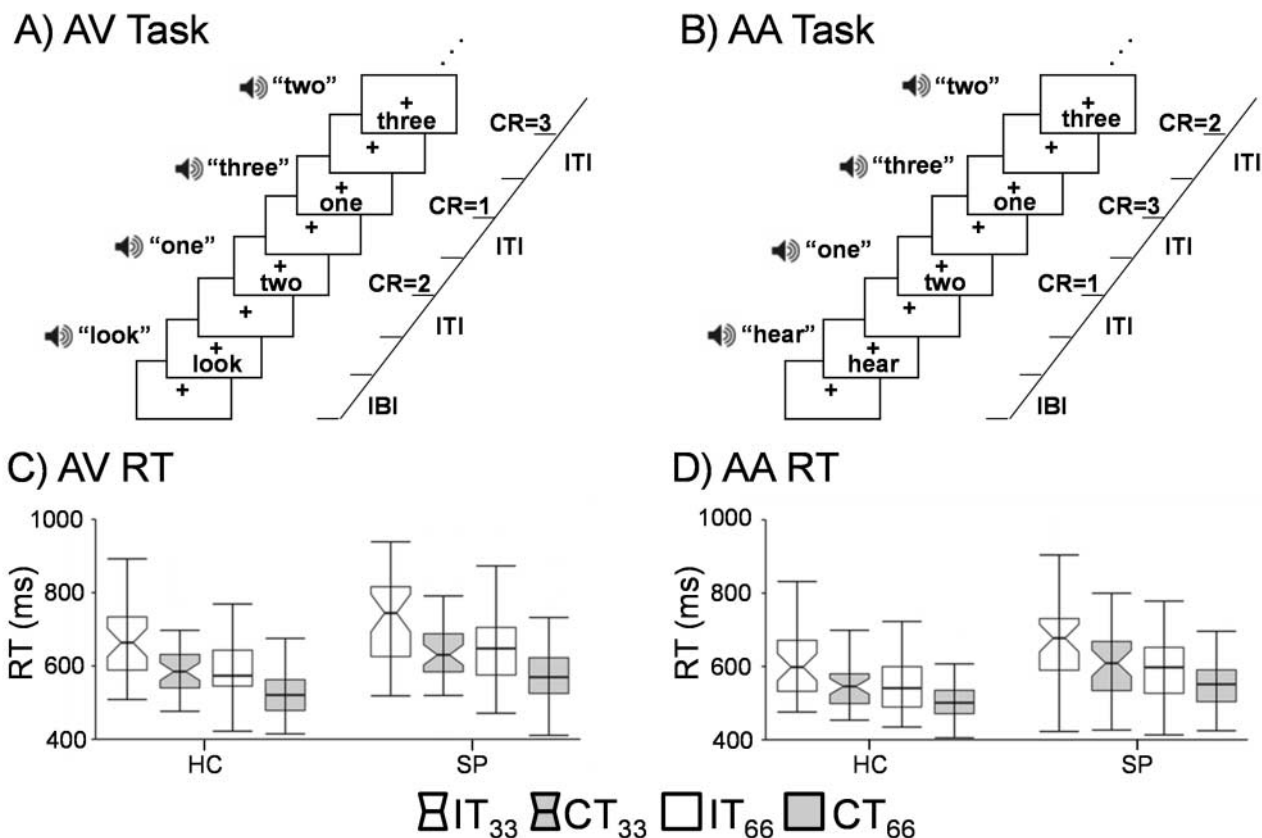 A) AV Task
"two"
three
CR=3
ITI
"three"
one
CR=1
ITI
"one"
two
CR=2
ITI
"look"
look
IBI
B) AA Task
"two"
three
CR=2
ITI
"three"
one
CR=3
ITI
"one"
two
CR=1
ITI
"hear"
hear
IBI
C) AV RT
RT (ms)
1000
800
600
400
HC
SP
D) AA RT
RT (ms)
1000
800
600
400
HC
SP
IT33 CT33 IT66 CT66